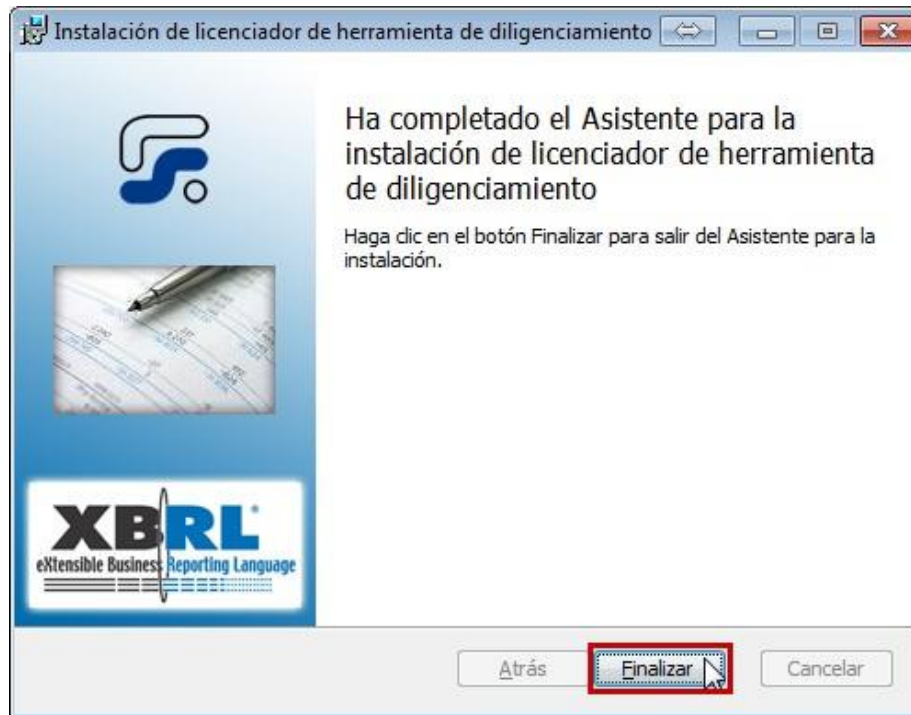 Instalación de licenciador de herramienta de diligenciamiento
Ha completado el Asistente para la
instalación de licenciador de herramienta
de diligenciamiento
Haga clic en el botón Finalizar para salir del Asistente para la
instalación.
XBRL
eXtensible Business Reporting Language
Atrás
Finalizar
Cancelar